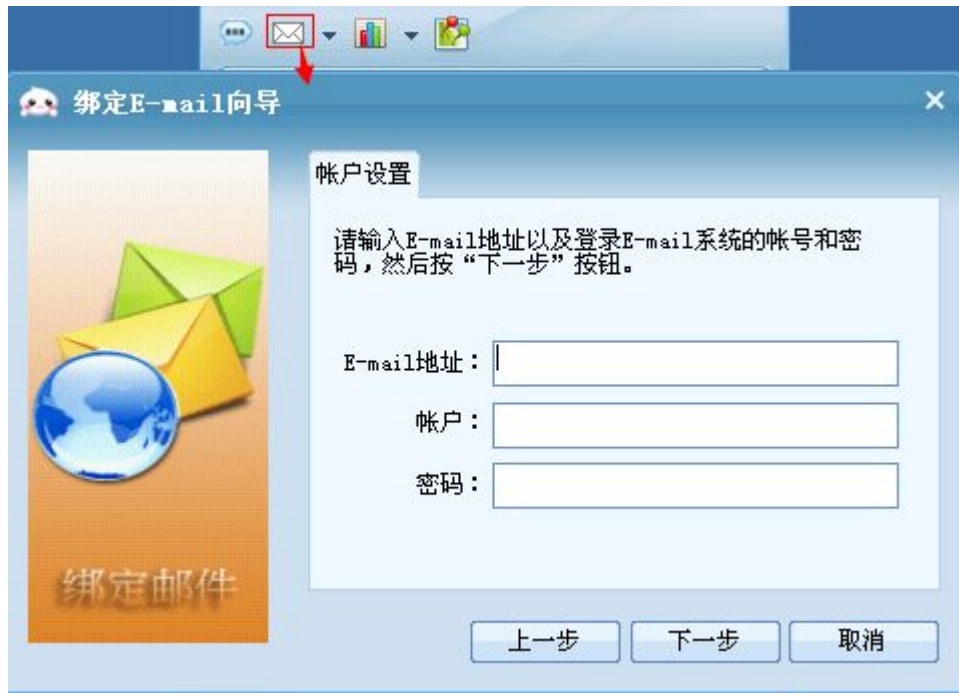 绑定E-mail向导
帐户设置
请输入E-mail地址以及登录E-mail系统的帐号和密
码，然后按“下一步”按钮。
E-mail地址：
帐户：
密码：
绑定邮件
上一步
下一步
取消